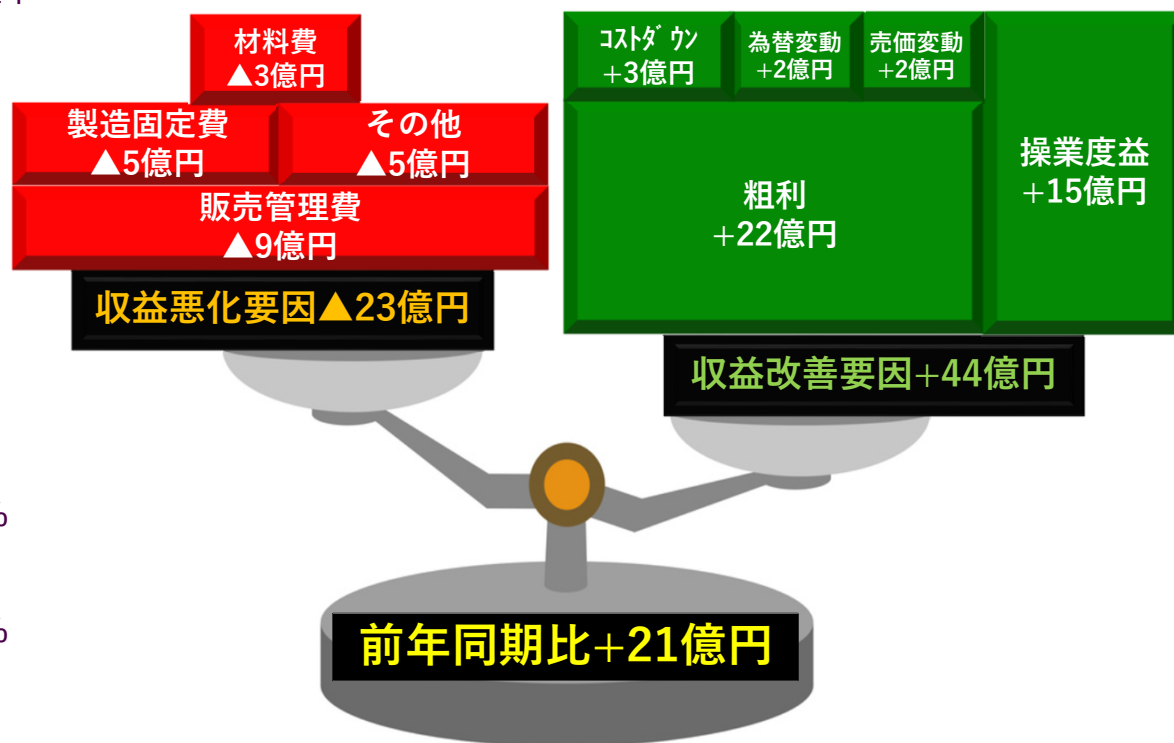 材料費
▲3億円
製造固定費
▲5億円
その他
▲5億円
販売管理費
▲9億円
収益悪化要因▲23億円
ｺｽﾄﾀﾞｳﾝ
+3億円
為替変動
+2億円
売価変動
+2億円
粗利
+22億円
操業度益
+15億円
収益改善要因+44億円
前年同期比+21億円